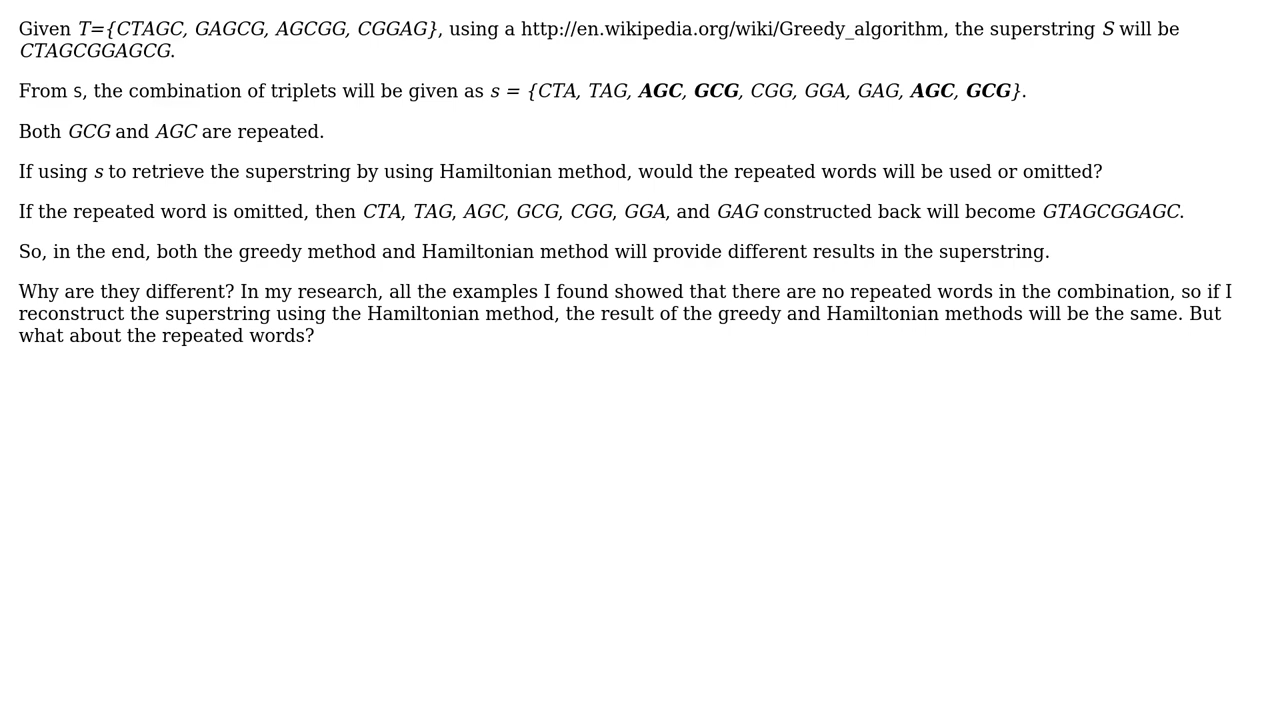 Given T={CTAGC, GAGCG, AGCGG, CGGAG}, using a http://en.wikipedia.org/wiki/Greedy_algorithm, the superstring S will be
CTAGCGGAGCG.
From s, the combination of triplets will be given as s = {CTA, TAG, AGC, GCG, CGG, GGA, GAG, AGC, GCG}.
Both GCG and AGC are repeated.
If using s to retrieve the superstring by using Hamiltonian method, would the repeated words will be used or omitted?
If the repeated word is omitted, then CTA, TAG, AGC, GCG, CGG, GGA, and GAG constructed back will become GTAGCGGAGC.
So, in the end, both the greedy method and Hamiltonian method will provide different results in the superstring.
Why are they different? In my research, all the examples I found showed that there are no repeated words in the combination, so if I
reconstruct the superstring using the Hamiltonian method, the result of the greedy and Hamiltonian methods will be the same. But
what about the repeated words?